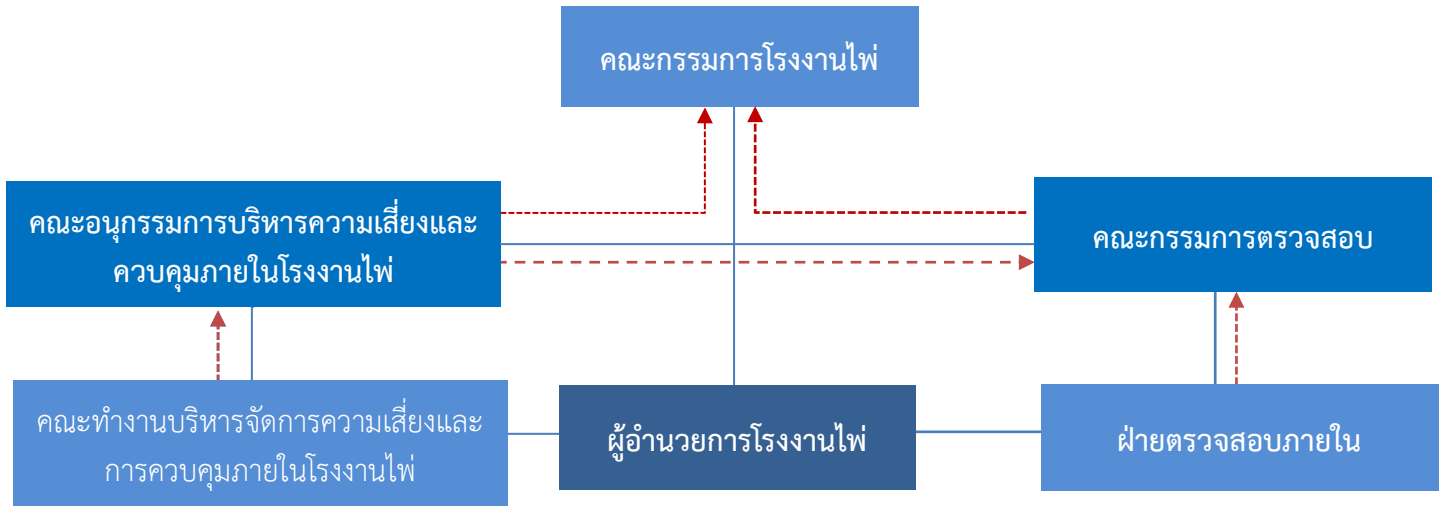 คณะกรรมการโรงงานไพ่
คณะอนุกรรมการบริหารความเสี่ยงและ
ควบคุมภายในโรงงานไพ่
คณะกรรมการตรวจสอบ
คณะทำงานบริหารจัดการความเสี่ยงและ
การควบคุมภายในโรงงานไพ่
ผู้อำนวยการโรงงานไพ่
ฝ่ายตรวจสอบภายใน